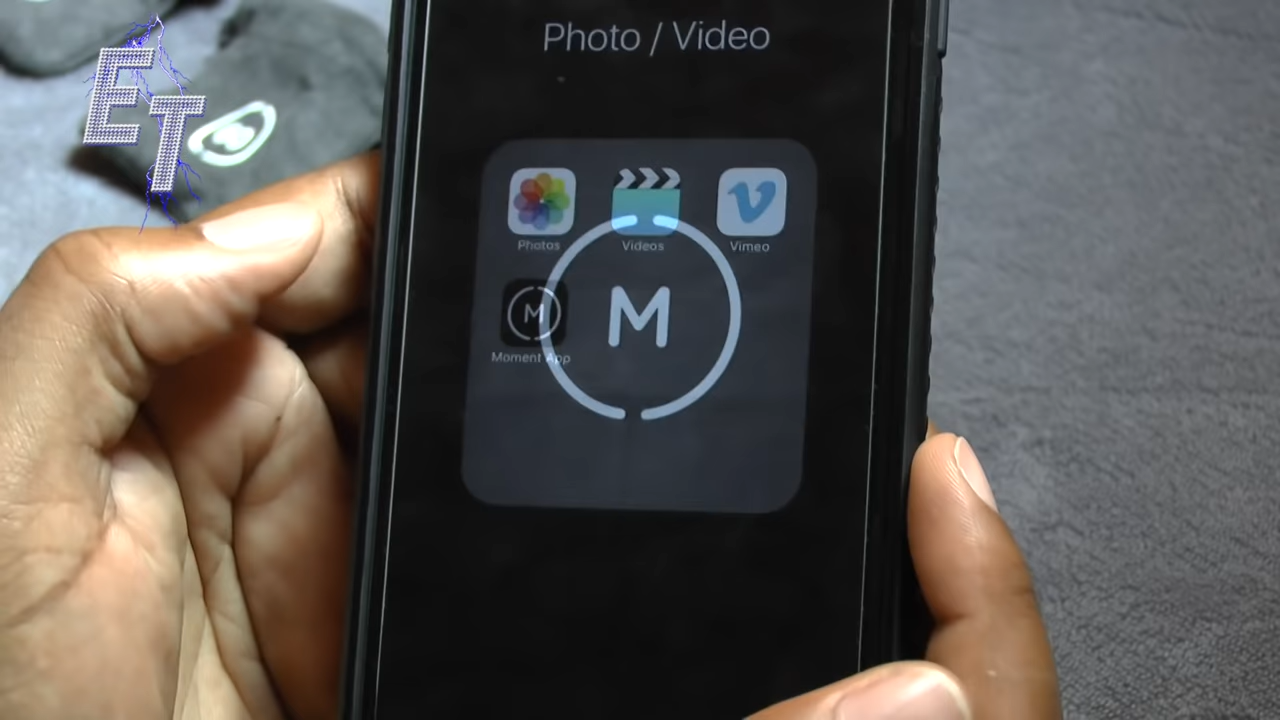 ET
Photo / Video
Photos
Videos
Vimeo
M
Moment App
M